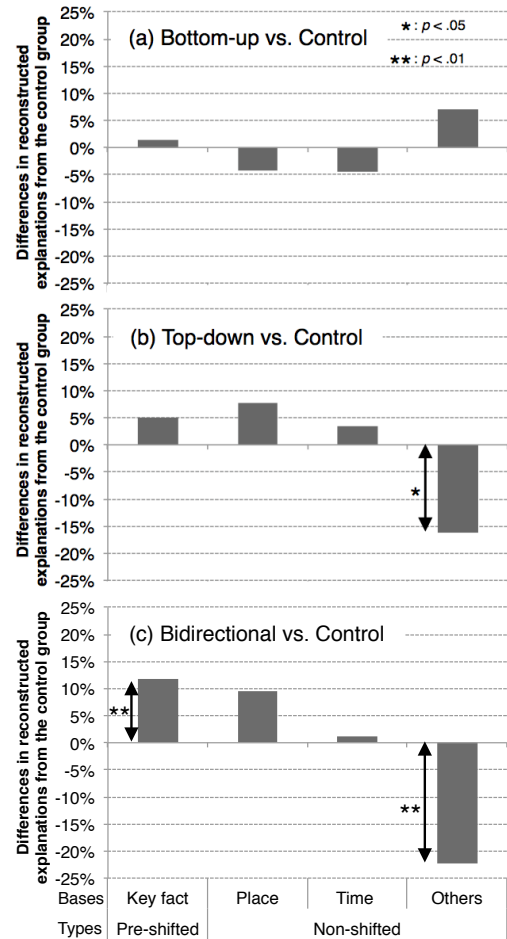 Differences in reconstructed
explanations from the control group
25%
20%
15%
10%
5%
0%
-5%
-10%
-15%
-20%
-25%
(a) Bottom-up vs. Control
*: p < .05
**: p < .01
Differences in reconstructed
explanations from the control group
25%
20%
15%
10%
5%
0%
-5%
-10%
-15%
-20%
-25%
(b) Top-down vs. Control
*
Differences in reconstructed
explanations from the control group
25%
20%
15%
10%
5%
0%
-5%
-10%
-15%
-20%
-25%
(c) Bidirectional vs. Control
**
**
Bases Key fact Place Time Others
Types Pre-shifted Non-shifted